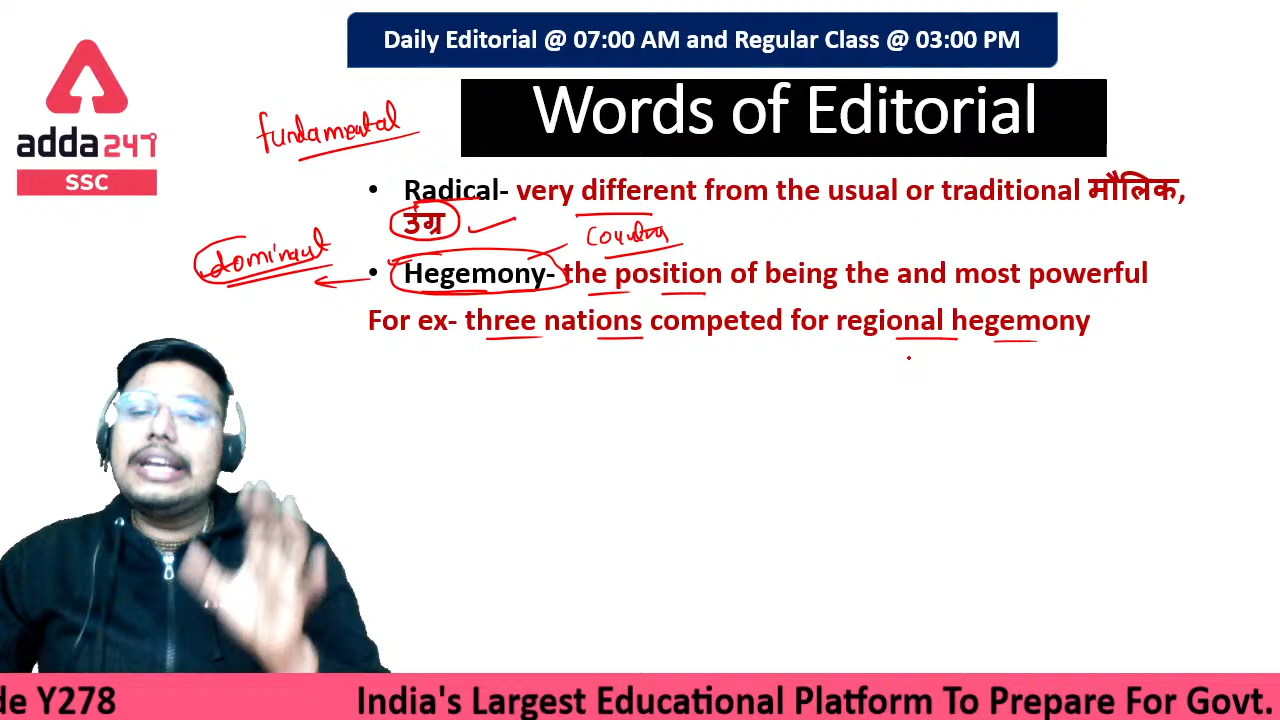 Daily Editorial @ 07:00 AM and Regular Class @ 03:00 PM
adda247
SSC
Words of Editorial
fundamental
• Radical- very different from the usual or traditional मौलिक,
उग्र
country
dominant
• Hegemony- the position of being the and most powerful
For ex- three nations competed for regional hegemony
de Y278 India's Largest Educational Platform To Prepare For Govt.